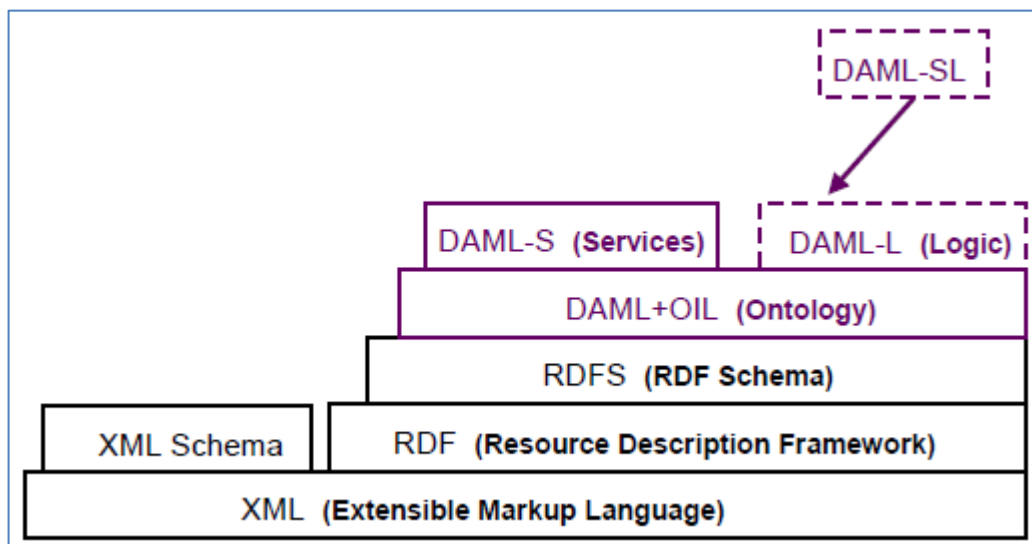 DAML-SL
DAML-S (Services)
DAML-L (Logic)
DAML+OIL (Ontology)
RDFS (RDF Schema)
XML Schema
RDF (Resource Description Framework)
XML (Extensible Markup Language)